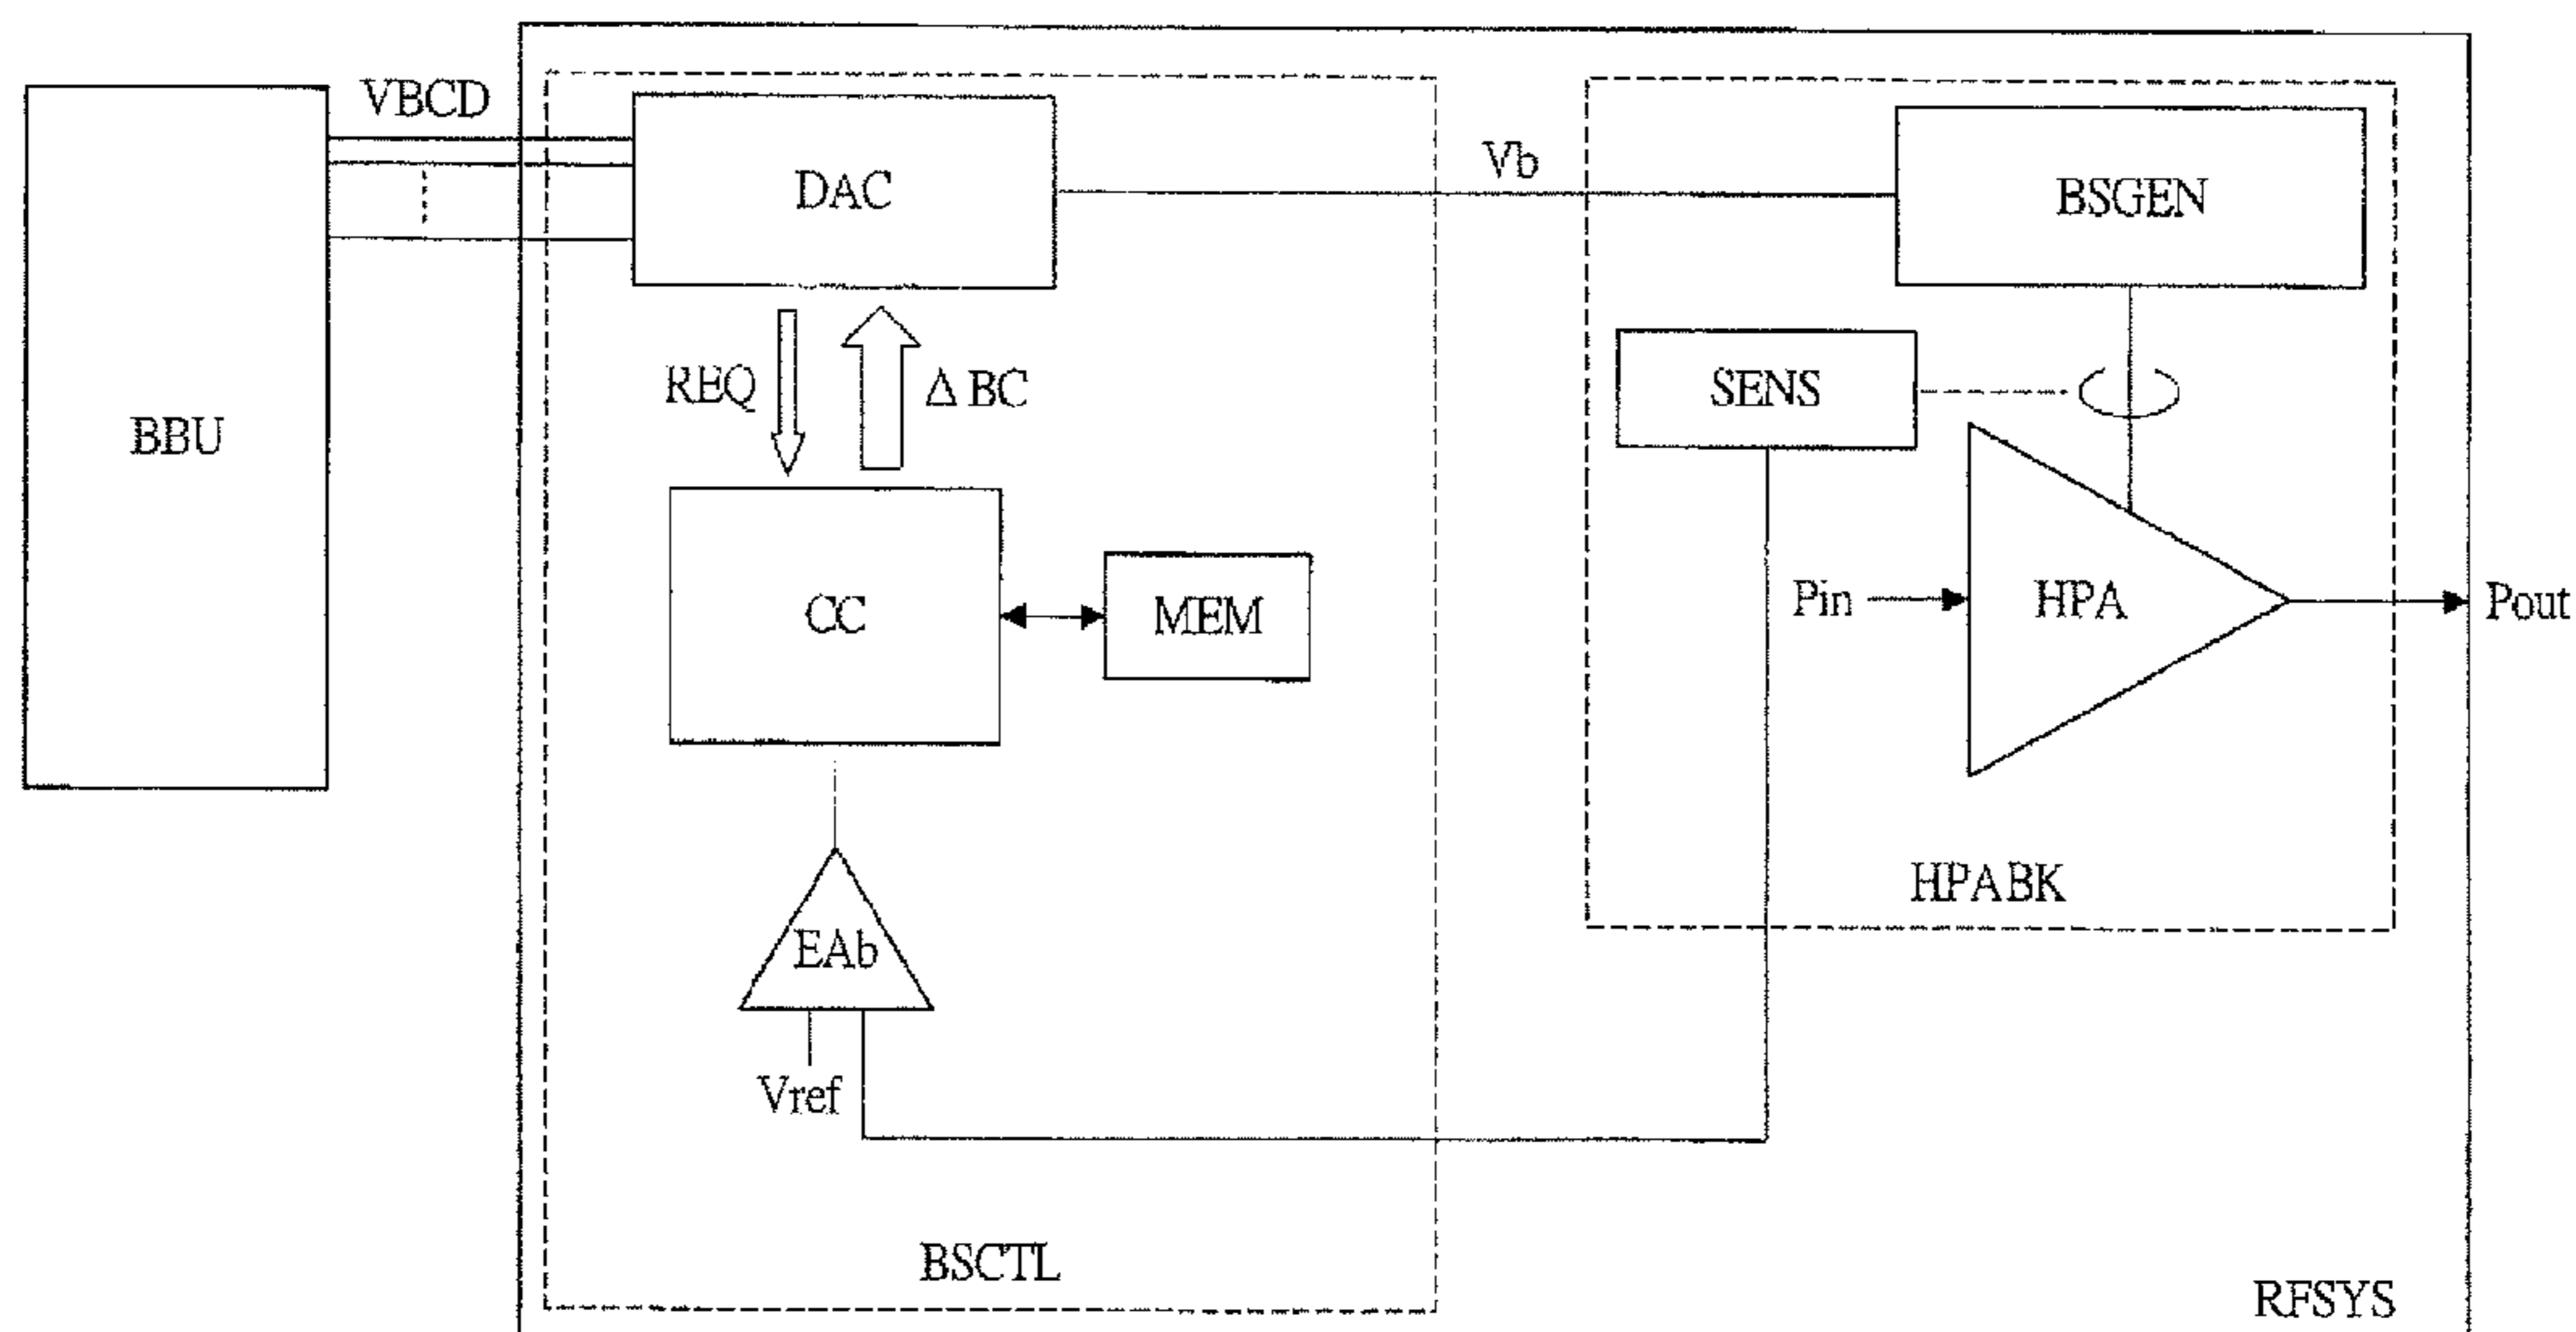 VBCD
DAC
Vb
BSGEN
BBU
REQ
Δ BC
SENS
CC
MEM
Pin
HPA
Pout
EAb
HPABK
Vref
BSCTL
RFSYS